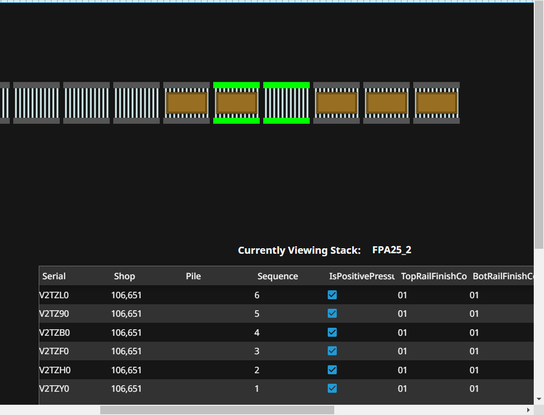 Currently Viewing Stack: FPA25_2
Serial Shop Pile Sequence IsPositivePressu TopRailFinishCo BotRailFinishC
V2TZL0 106,651 6 01 01
V2TZ90 106,651 5 01 01
V2TZB0 106,651 4 01 01
V2TZF0 106,651 3 01 01
V2TZH0 106,651 2 01 01
V2TZY0 106,651 1 01 01